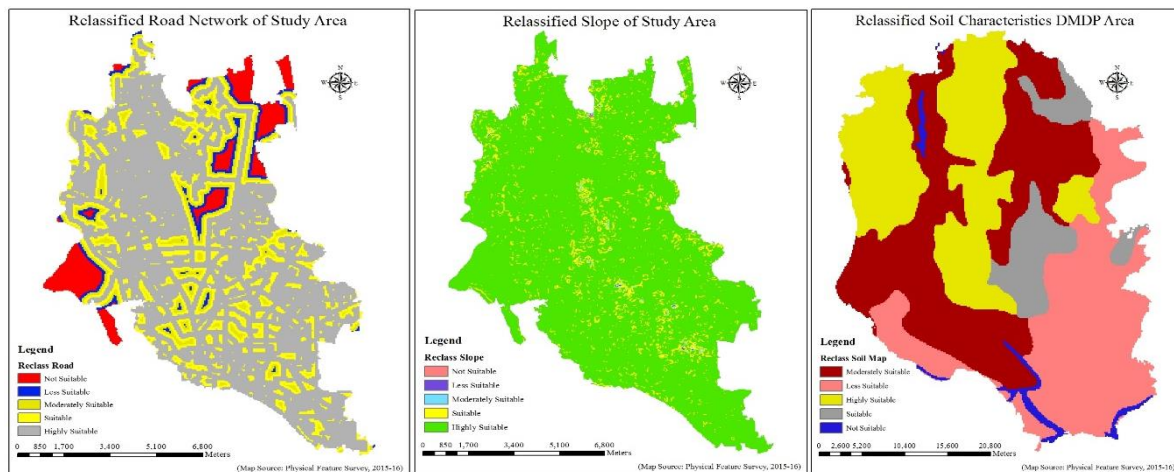 Relassified Road Network of Study Area
N
W E
S
Legend
Reclass Road
Not Suitable
Less Suitable
Moderately Suitable
Suitable
Highly Suitable
0 850 1,700 3,400 5,100 6,800
Meters
(Map Source: Physical Feature Survey, 2015-16)
Relassified Slope of Study Area
N
W E
S
Legend
Reclass Slope
Not Suitable
Less Suitable
Moderately Suitable
Suitable
Highly Suitable
0 850 1,700 3,400 5,100 6,800
Meters
(Map Source: Physical Feature Survey, 2015-16)
Relassified Soil Characteristics DMDP Area
N
W E
S
Legend
Reclass Soil Map
Moderately Suitable
Less Suitable
Highly Suitable
Suitable
Not Suitable
0 2,600 5,200 10,400 15,600 20,800
Meters
(Map Source: Physical Feature Survey, 2015-16)